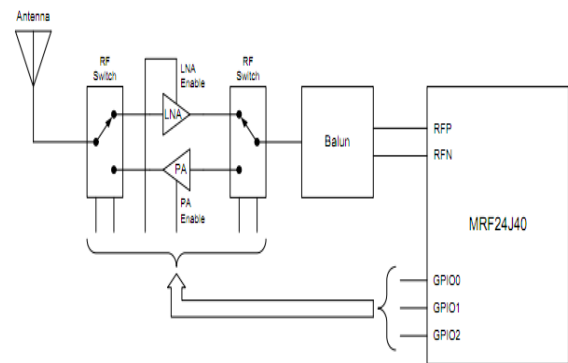 Antenna
RF
Switch
LNA
Enable
RF
Switch
LNA
PA
PA
Enable
Balun
RFP
RFN
MRF24J40
GPIO0
GPIO1
GPIO2